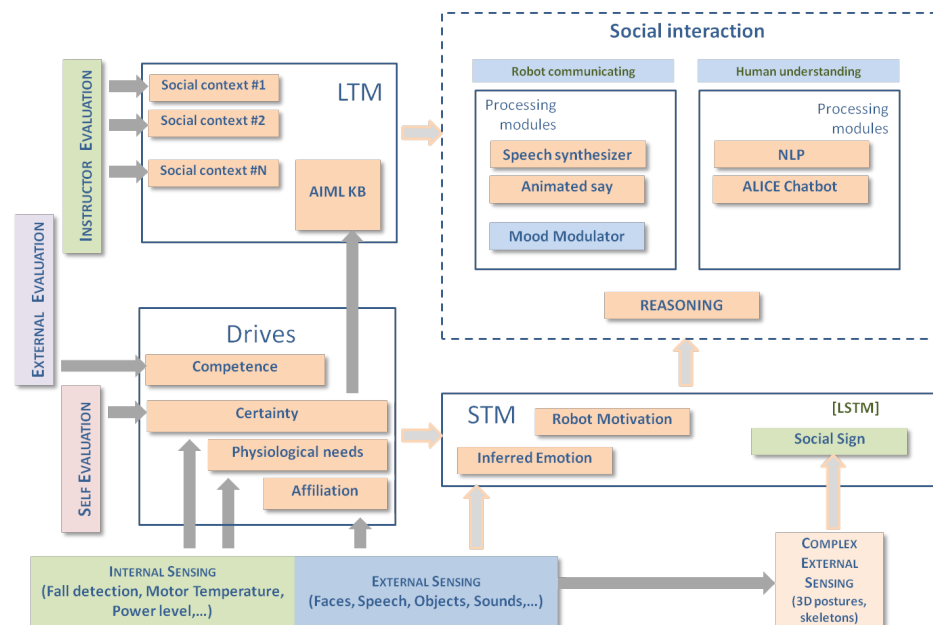 Social interaction
INSTRUCTOR EVALUATION
Social context #1
Social context #2
Social context #N
LTM
AIML KB
Robot communicating
Human understanding
Processing
modules
Speech synthesizer
Animated say
Mood Modulator
Processing
modules
NLP
ALICE Chatbot
REASONING
EXTERNAL EVALUATION
SELF EVALUATION
Drives
Competence
Certainty
Physiological needs
Affiliation
STM
Robot Motivation
Inferred Emotion
[LSTM]
Social Sign
INTERNAL SENSING
(Fall detection, Motor Temperature,
Power level,...)
EXTERNAL SENSING
(Faces, Speech, Objects, Sounds,...)
COMPLEX
EXTERNAL
SENSING
(3D postures,
skeletons)